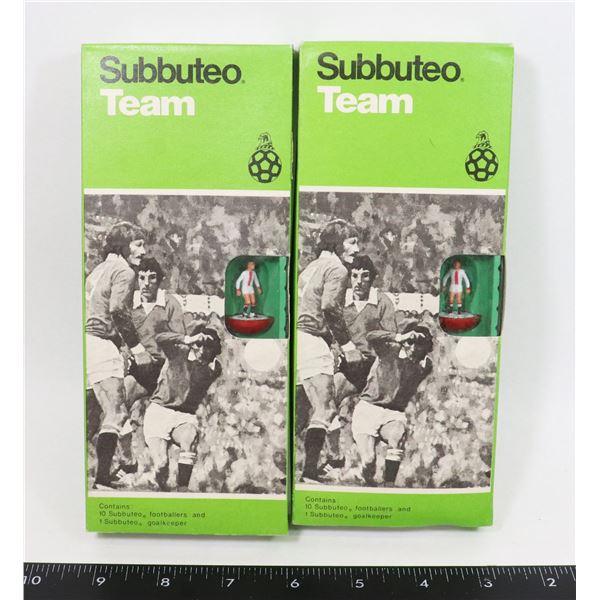 Subbuteo®
Team
Contains:
10 Subbuteo® footballers and
1 Subbuteo® goalkeeper
Subbuteo®
Team
Contains:
10 Subbuteo® footballers and
1 Subbuteo® goalkeeper
10 9 8 7 6 5 4 3 2